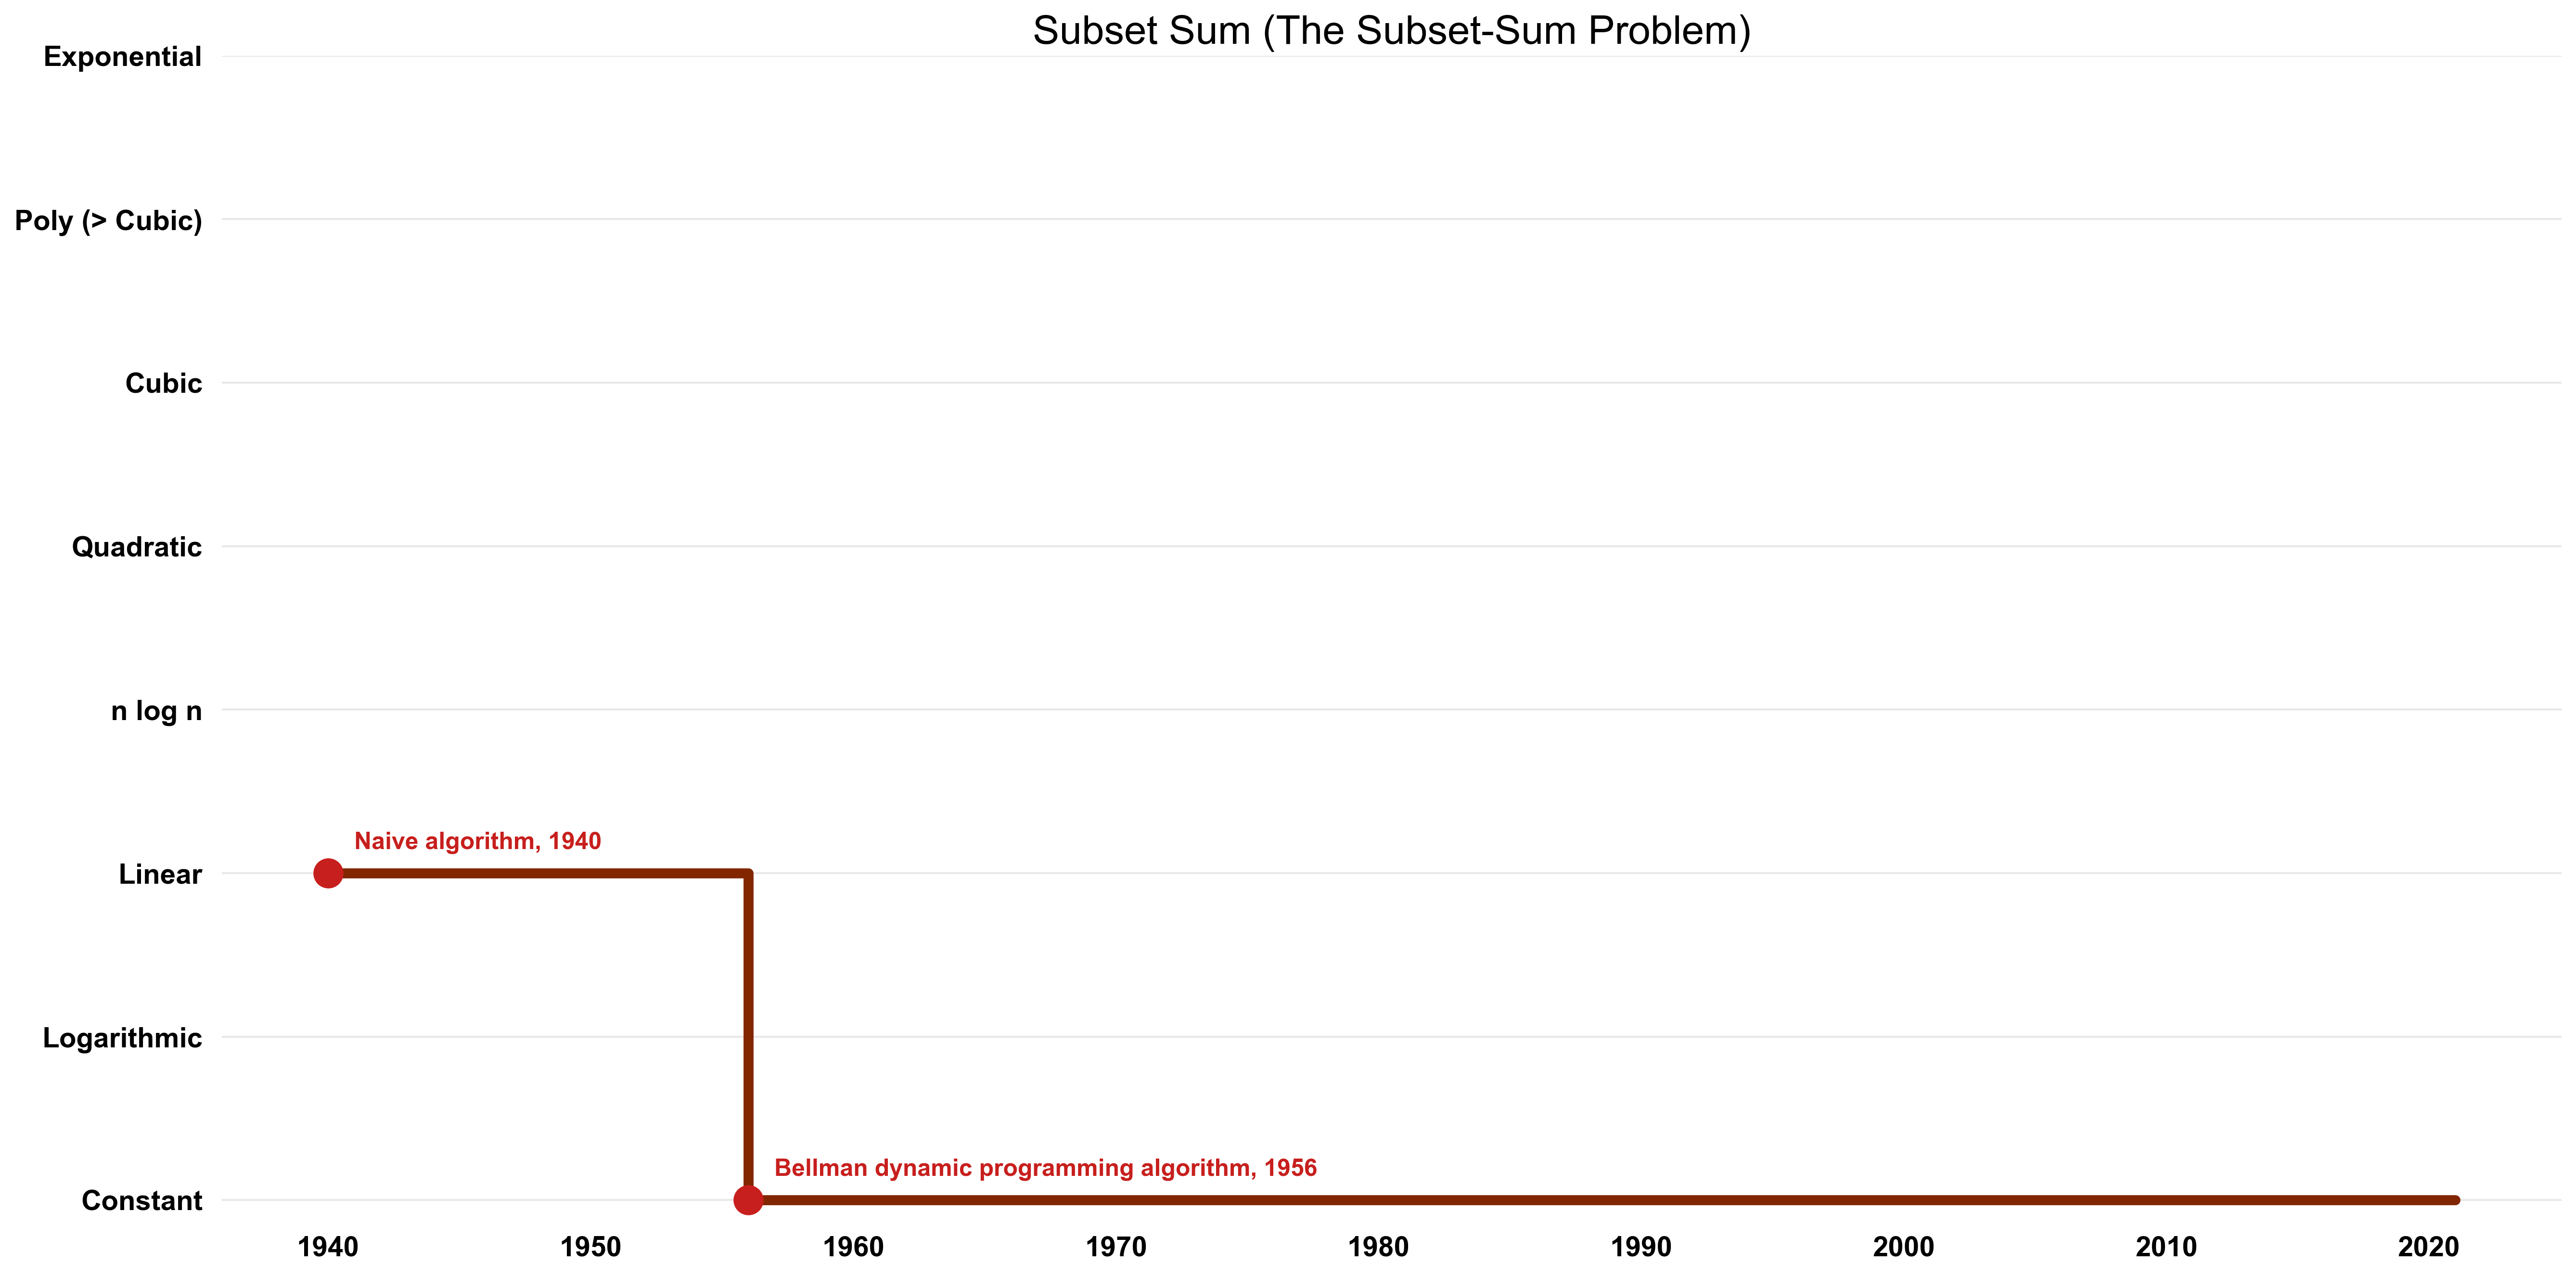 Subset Sum (The Subset-Sum Problem)
Exponential
Poly (> Cubic)
Cubic
Quadratic
n log n
Linear
Logarithmic
Constant
Naive algorithm, 1940
Bellman dynamic programming algorithm, 1956
1940 1950 1960 1970 1980 1990 2000 2010 2020